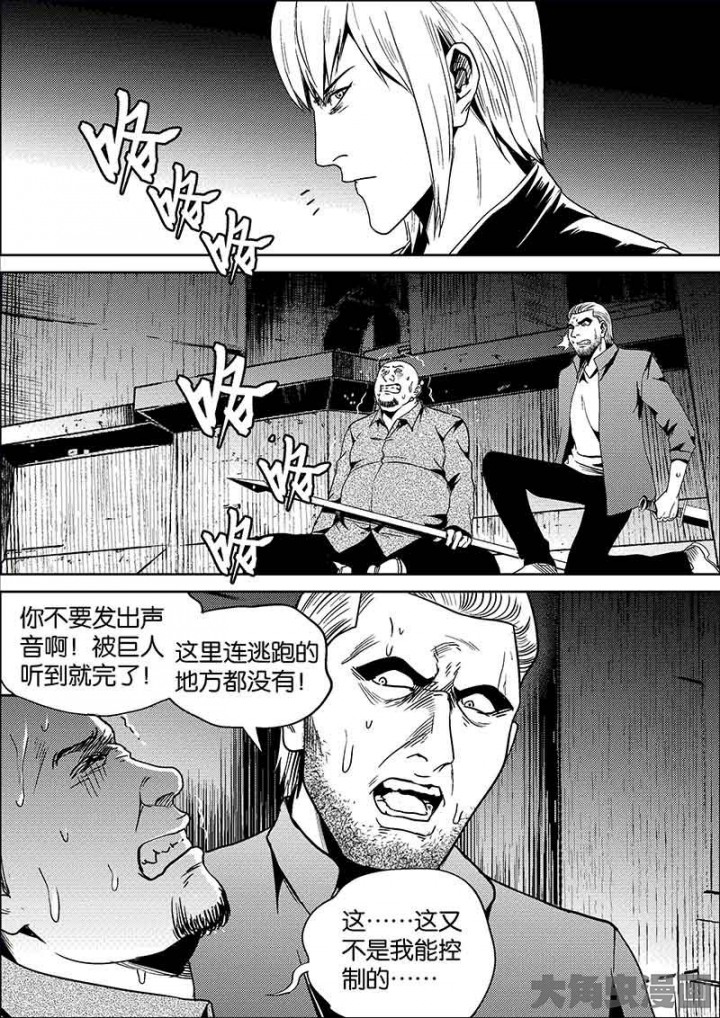 咯
咯
咯
咯
咯
咯
你不要发出声
音啊！被巨人
听到就完了！
这里连逃跑的
地方都没有！
这……这又
不是我能控
制的……
大角虫漫画